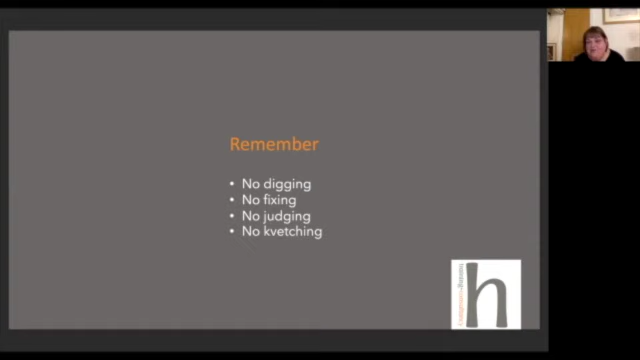 Remember
• No digging
• No fixing
• No judging
• No kvetching
h